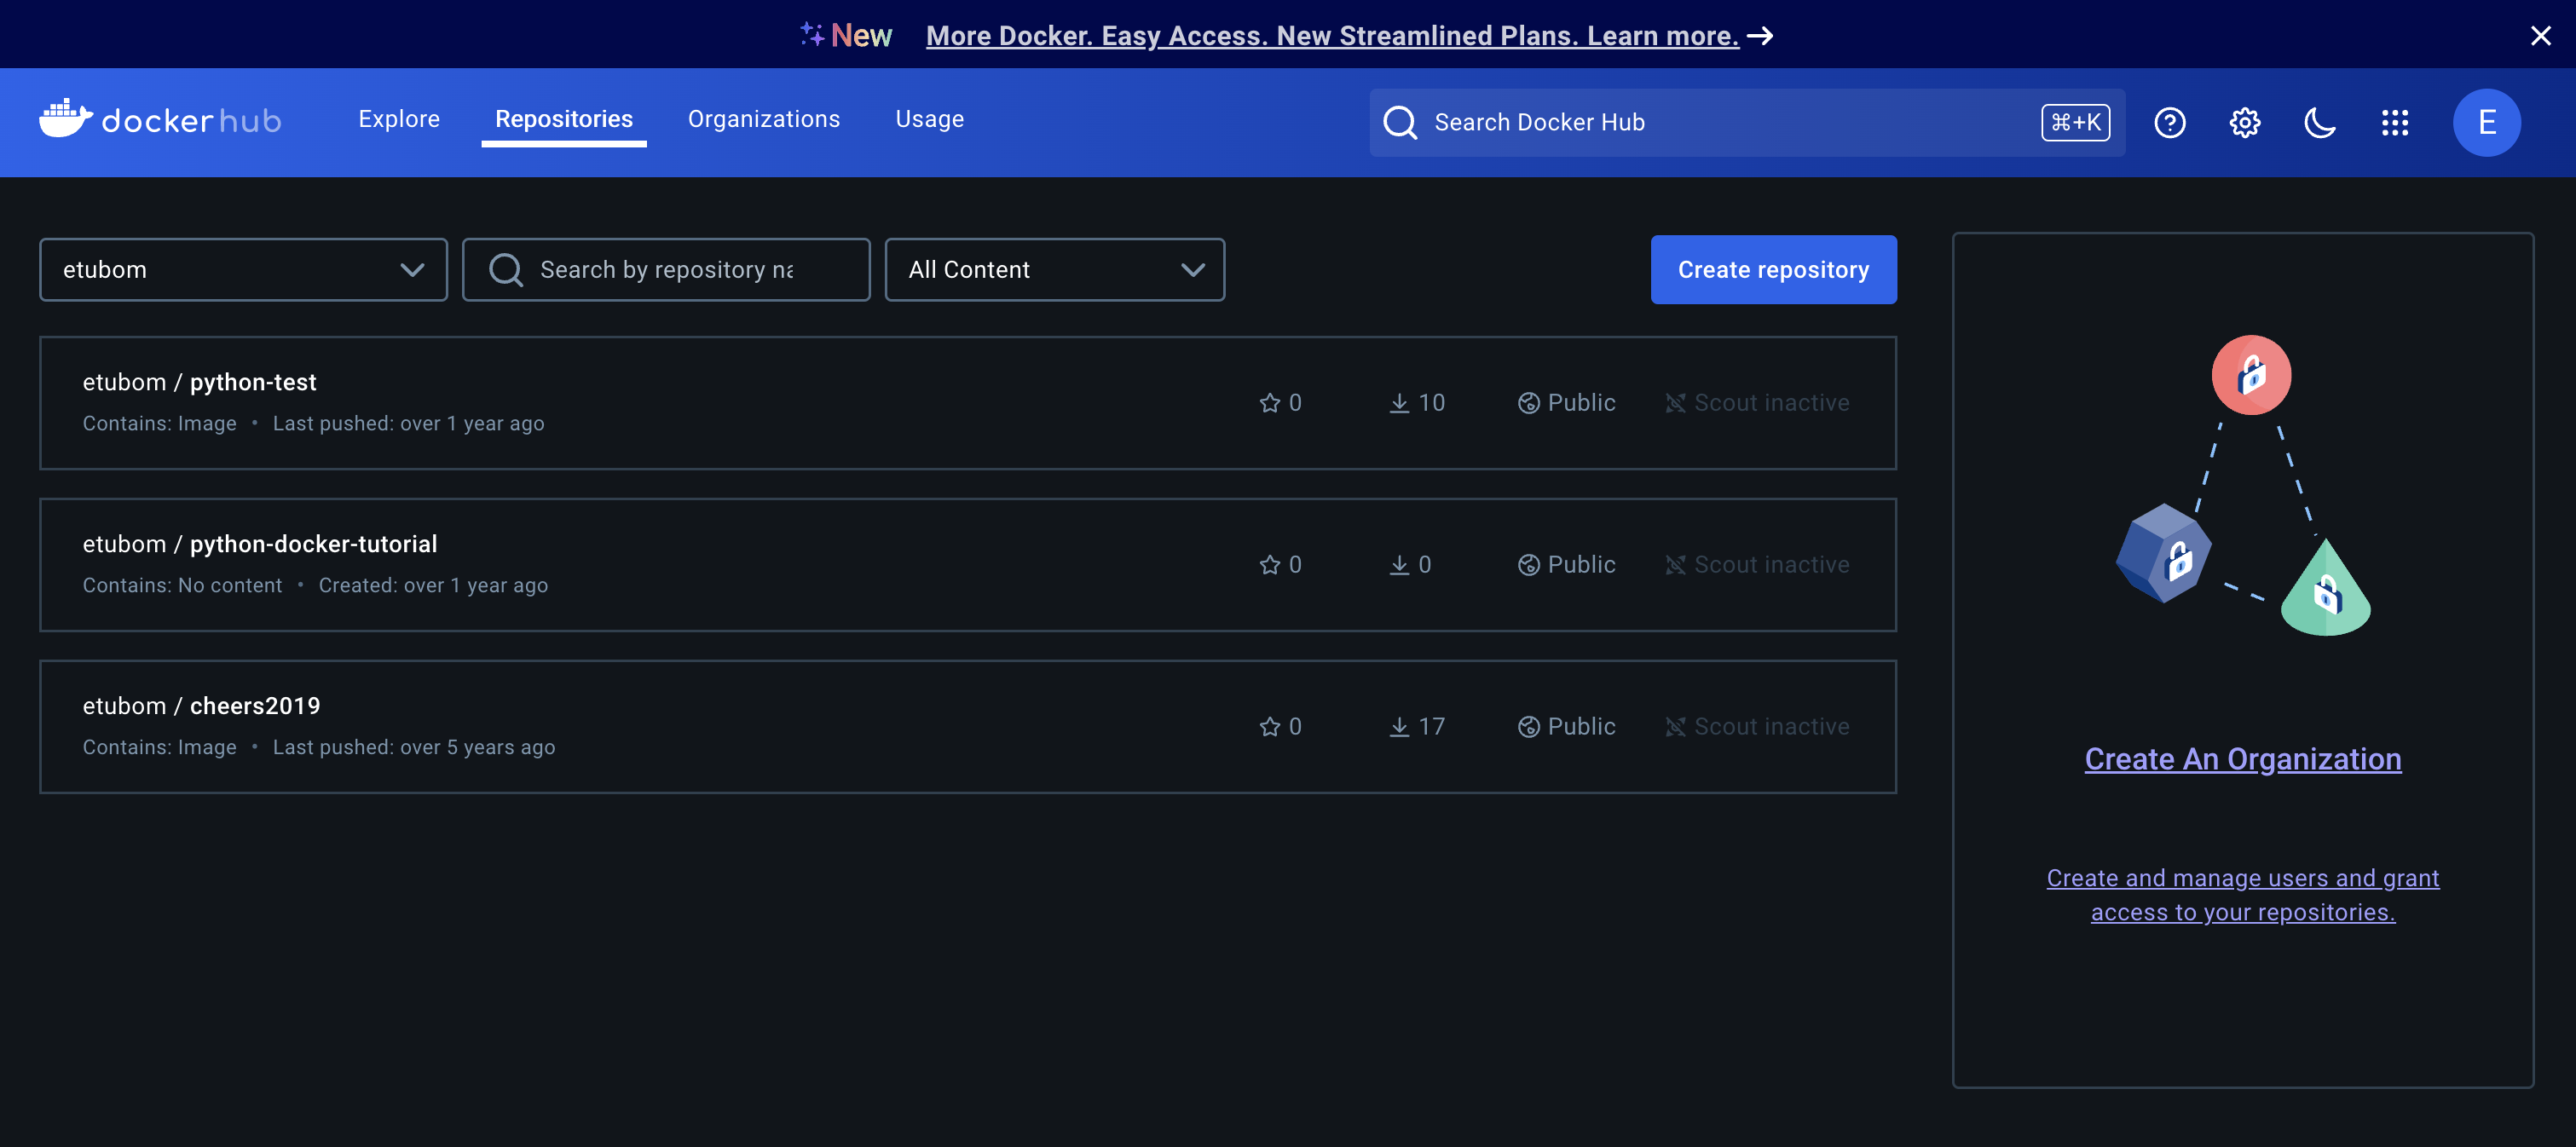 New More Docker. Easy Access. New Streamlined Plans. Learn more.
dockerhub Explore Repositories Organizations Usage Search Docker Hub ⌘+K E
etubom Search by repository na All Content Create repository
etubom / python-test
Contains: Image • Last pushed: over 1 year ago
0 10 Public Scout inactive
etubom / python-docker-tutorial
Contains: No content • Created: over 1 year ago
0 0 Public Scout inactive
etubom / cheers2019
Contains: Image • Last pushed: over 5 years ago
0 17 Public Scout inactive
Create An Organization
Create and manage users and grant
access to your repositories.